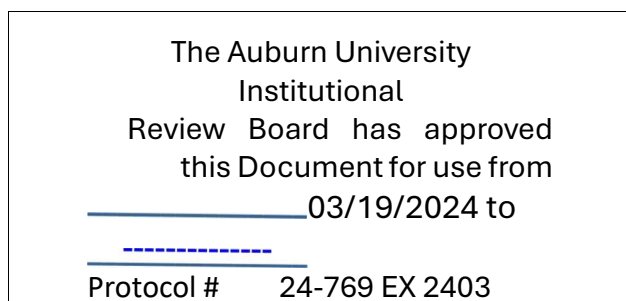 The Auburn University
Institutional
Review Board has approved
this Document for use from
03/19/2024 to
--------------
Protocol # 24-769 EX 2403